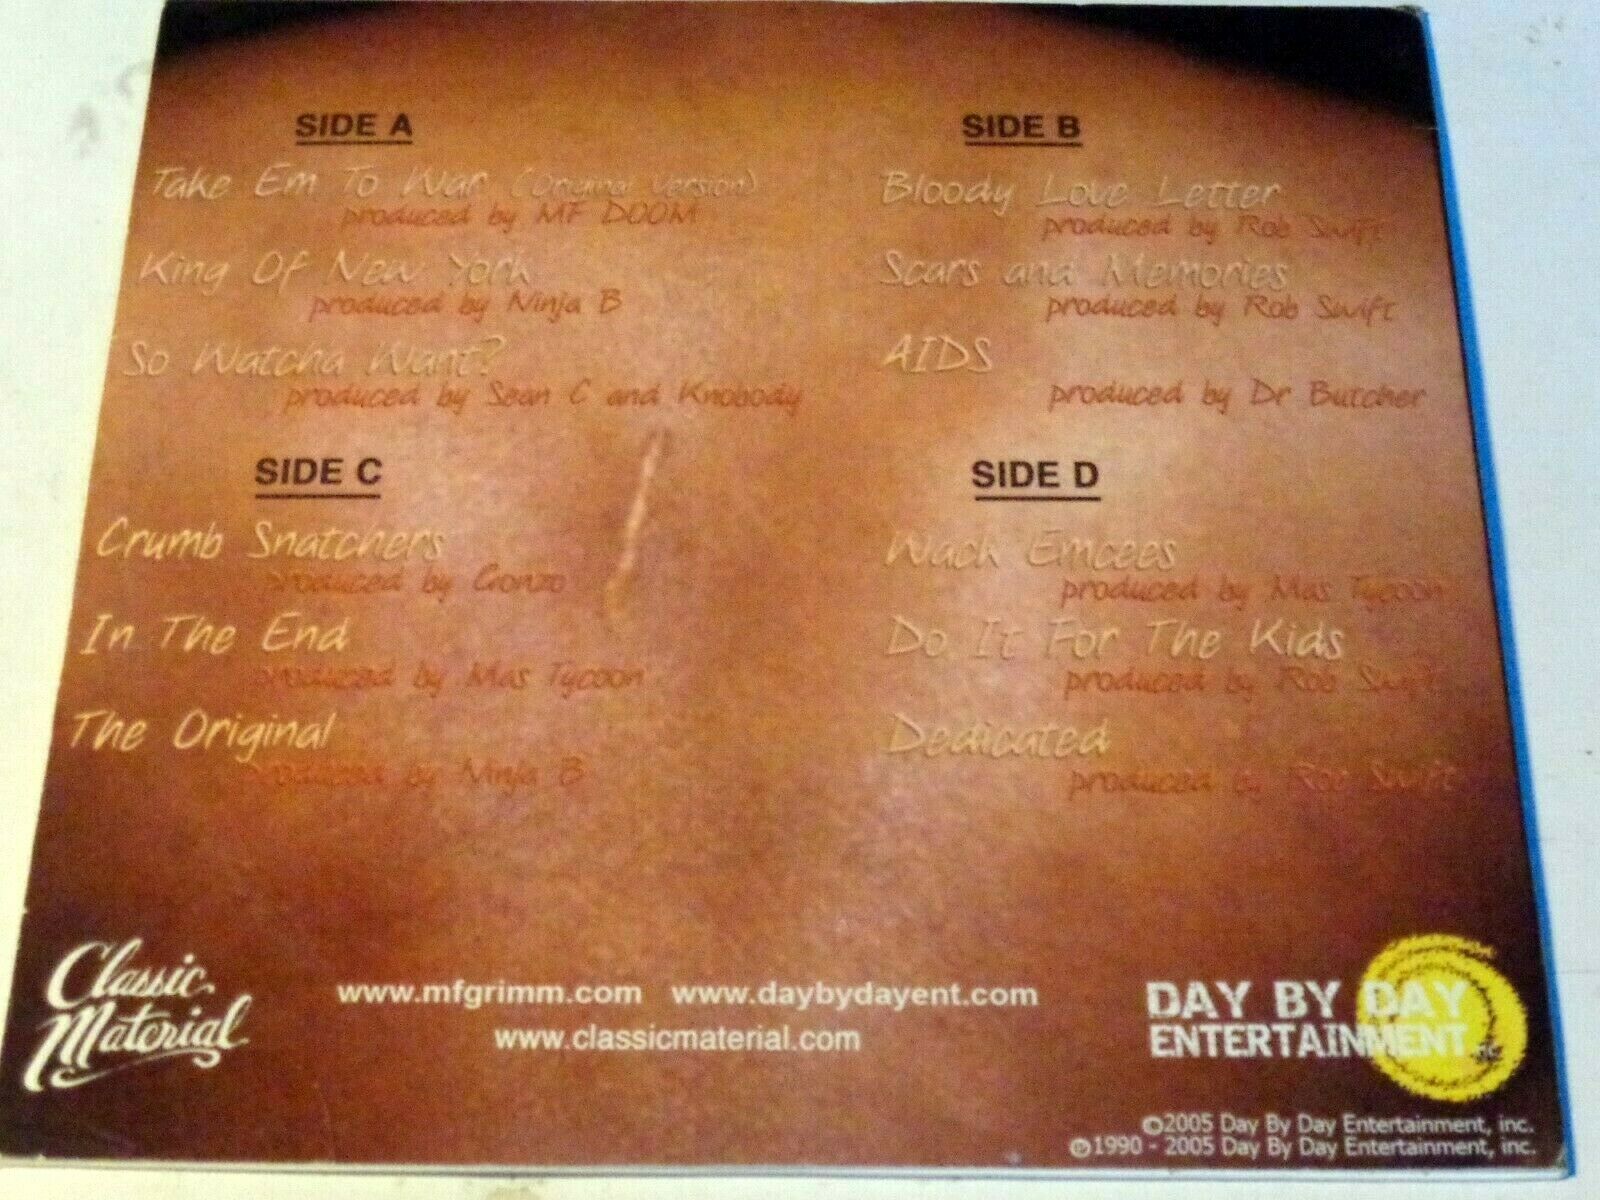 SIDE A
Take Em To War (Original Version)
produced by MF DOOM
King Of New York
produced by Ninja B
So Watcha Want?
produced by Sean C and Knobody
SIDE B
Bloody Love Letter
produced by Rob Swift
Scars and Memories
produced by Rob Swift
AIDS
produced by Dr Butcher
SIDE C
Crumb Snatchers
produced by Gonzo
In The End
produced by Mas Tycoon
The Original
produced by Ninja B
SIDE D
Wack Emcees
produced by Mas Tycoon
Do It For The Kids
produced by Rob Swift
Dedicated
produced by Rob Swift
Classic
Material
www.mfgrimm.com www.daybydayent.com
www.classicmaterial.com
DAY BY DAY
ENTERTAINMENT
©2005 Day By Day Entertainment, inc.
℗1990 - 2005 Day By Day Entertainment, inc.